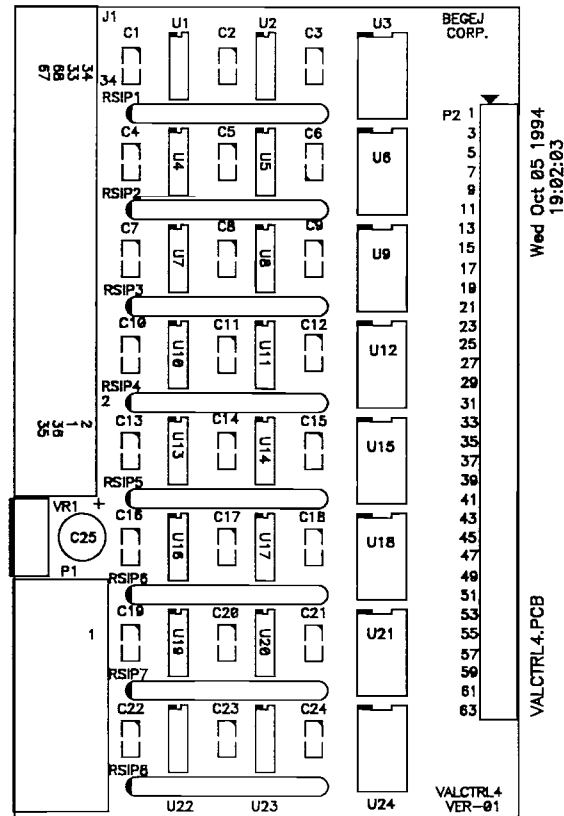 J1
C1 U1 C2 U2 C3 U3
BEGEJ
CORP.
34
33
68
67
34
RSIP1
P2 1
3
5
7
9
11
13
15
17
19
21
23
25
27
29
31
33
35
37
39
41
43
45
47
49
51
53
55
57
59
61
63
C4 U4 C5 U5 C6 U6
RSIP2
C7 U7 C8 U8 C9 U9
RSIP3
C10 U10 C11 U11 C12 U12
RSIP4
2
2
1
36
35
C13 U13 C14 U14 C15 U15
RSIP5
VR1 +
C25
P1
C16 U16 C17 U17 C18 U18
RSIP6
1
C19 U19 C20 U20 C21 U21
RSIP7
C22 C23 C24
RSIP8
U22 U23 U24
VALCTRL4
VER-01
Wed Oct 05 1994
19:02:03
VALCTRL4.PCB